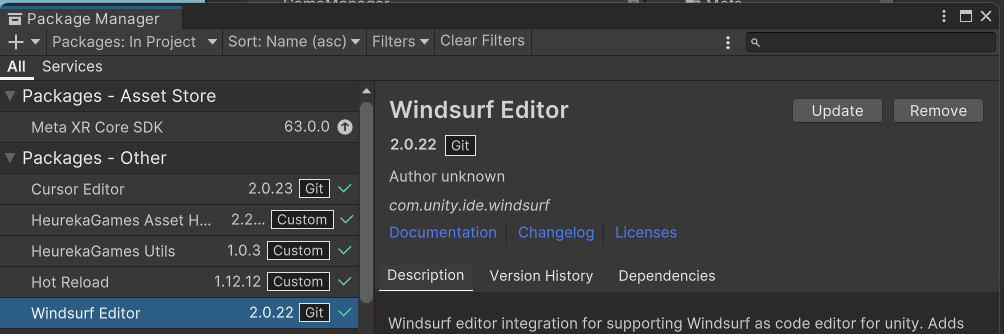 Package Manager
Packages: In Project Sort: Name (asc) Filters Clear Filters
All Services
Packages - Asset Store
Meta XR Core SDK 63.0.0
Packages - Other
Cursor Editor 2.0.23 Git
HeurekaGames Asset H... 2.2... Custom
HeurekaGames Utils 1.0.3 Custom
Hot Reload 1.12.12 Custom
Windsurf Editor 2.0.22 Git
Windsurf Editor Update Remove
2.0.22 Git
Author unknown
com.unity.ide.windsurf
Documentation Changelog Licenses
Description Version History Dependencies
Windsurf editor integration for supporting Windsurf as code editor for unity. Adds